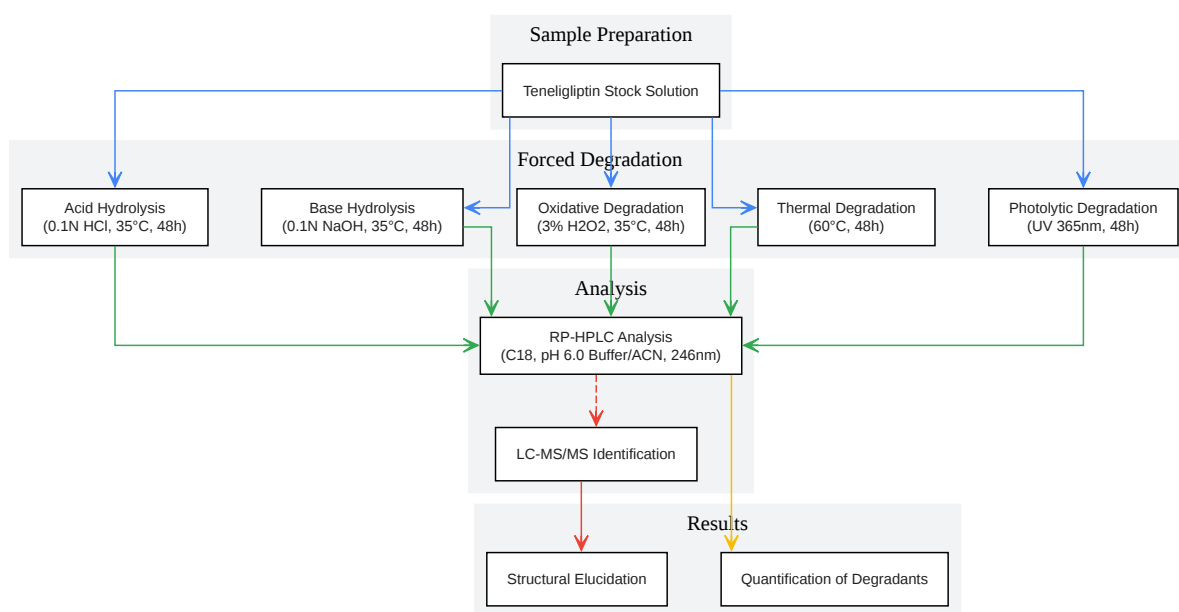 Sample Preparation
Teneligliptin Stock Solution
Forced Degradation
Acid Hydrolysis
(0.1N HCl, 35°C, 48h)
Base Hydrolysis
(0.1N NaOH, 35°C, 48h)
Oxidative Degradation
(3% H2O2, 35°C, 48h)
Thermal Degradation
(60°C, 48h)
Photolytic Degradation
(UV 365nm, 48h)
Analysis
RP-HPLC Analysis
(C18, pH 6.0 Buffer/ACN, 246nm)
LC-MS/MS Identification
Results
Structural Elucidation
Quantification of Degradants